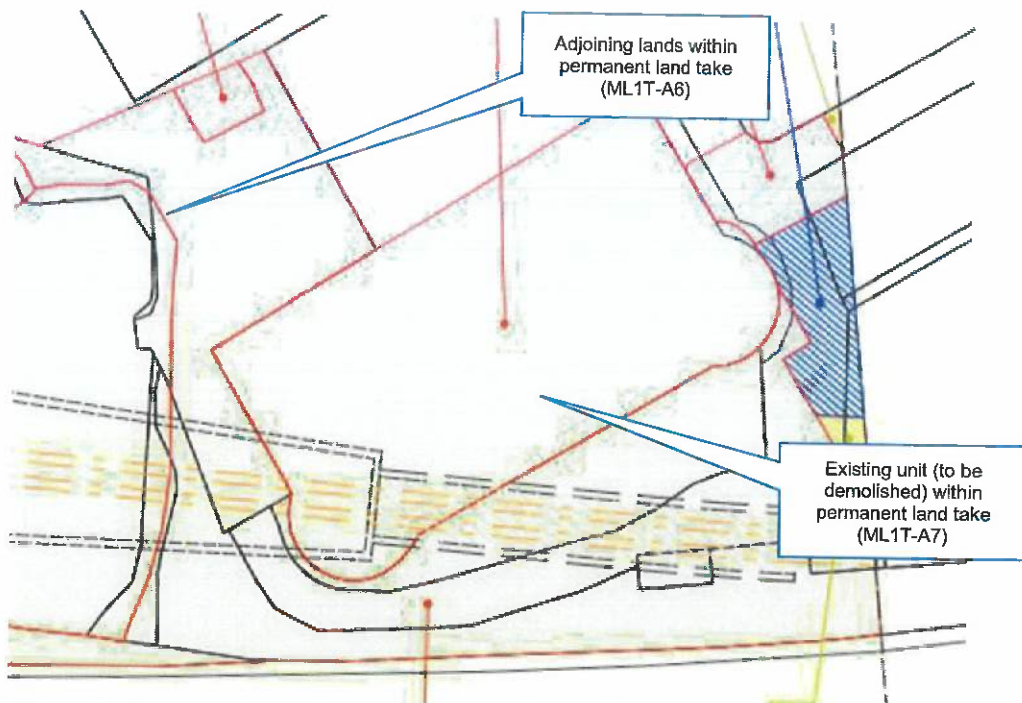 Adjoining lands within
permanent land take
(ML1T-A6)
Existing unit (to be
demolished) within
permanent land take
(ML1T-A7)